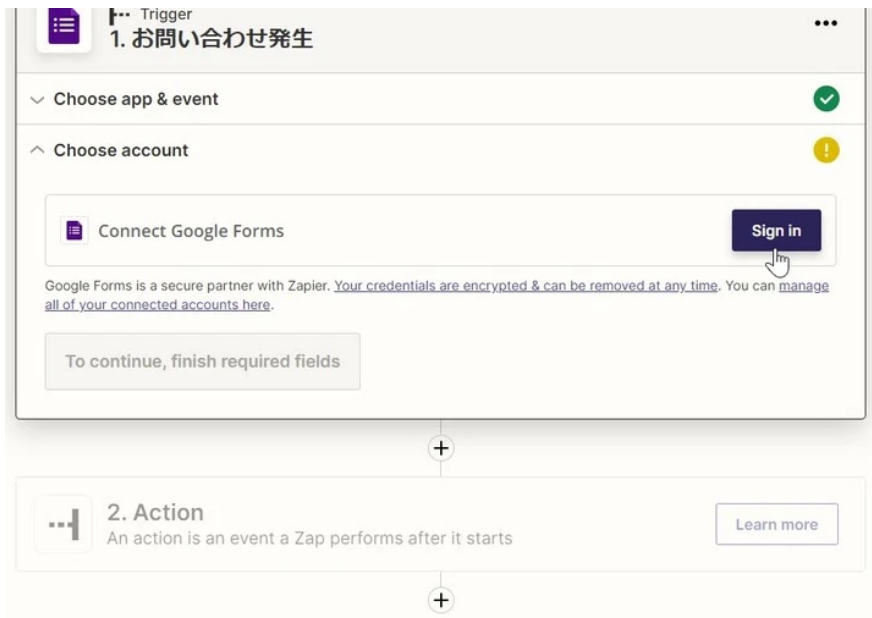 Trigger
1. お問い合わせ発生
Choose app & event
Choose account
Connect Google Forms
Sign in
Google Forms is a secure partner with Zapier. Your credentials are encrypted & can be removed at any time. You can manage
all of your connected accounts here.
To continue, finish required fields
2. Action
An action is an event a Zap performs after it starts
Learn more